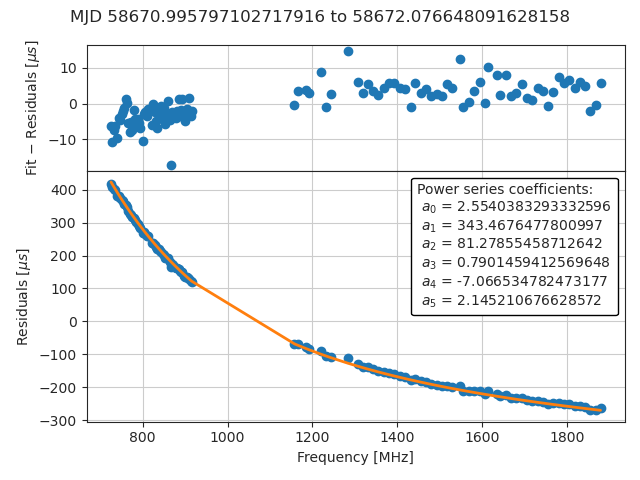 MJD 58670.995797102717916 to 58672.076648091628158
Fit − Residuals [μs]
10
0
−10
Residuals [μs]
400
300
200
100
0
−100
−200
−300
Power series coefficients:
a₀ = 2.5540383293332596
a₁ = 343.4676477800997
a₂ = 81.27855458712642
a₃ = 0.7901459412569648
a₄ = -7.066534782473177
a₅ = 2.145210676628572
800
1000
1200
1400
1600
1800
Frequency [MHz]